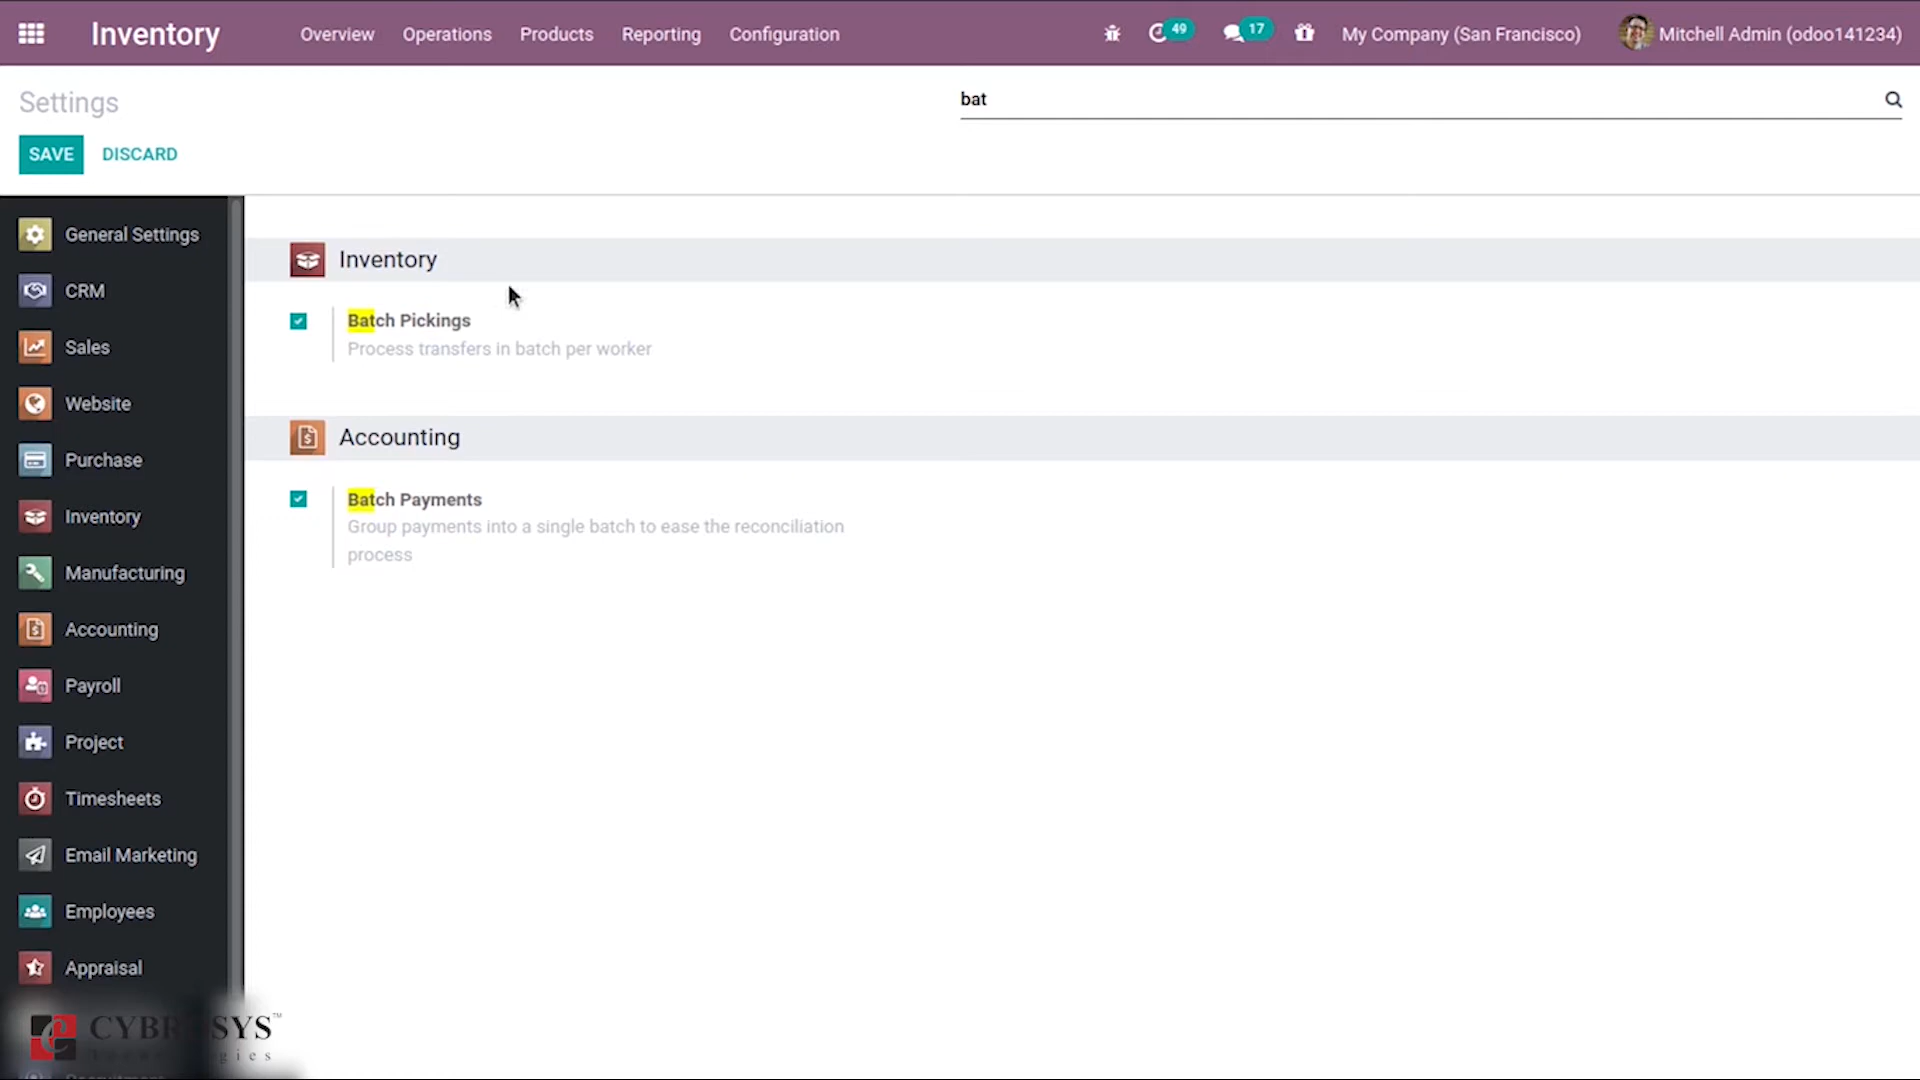 Inventory Overview Operations Products Reporting Configuration 49 17 My Company (San Francisco) Mitchell Admin (odoo141234)
Settings bat
SAVE DISCARD
General Settings
CRM
Sales
Website
Purchase
Inventory
Manufacturing
Accounting
Payroll
Project
Timesheets
Email Marketing
Employees
Appraisal
Inventory
Batch Pickings
Process transfers in batch per worker
Accounting
Batch Payments
Group payments into a single batch to ease the reconciliation
process
CYBROSYS™